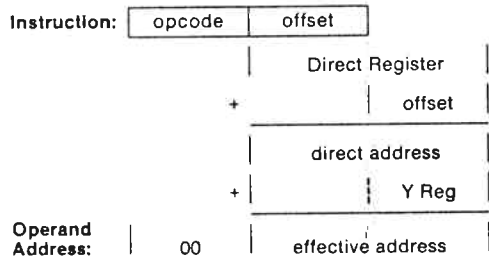 Instruction: opcode offset
Direct Register
+ offset
direct address
+ Y Reg
Operand
Address: 00 effective address